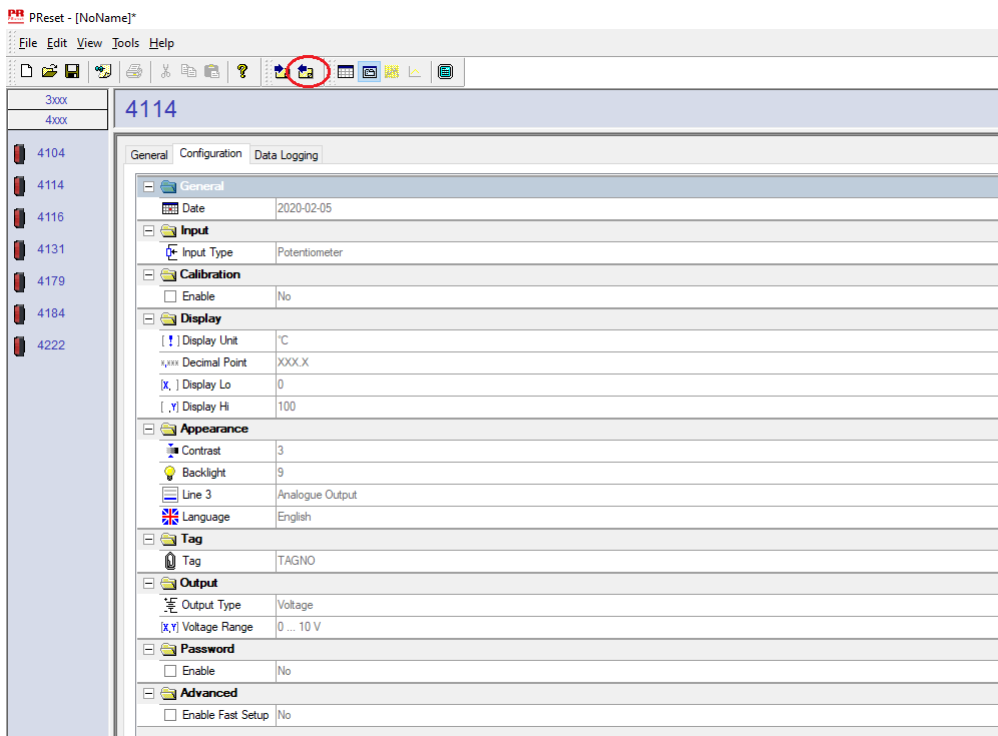 PR PReset - [NoName]*
File Edit View Tools Help
3xxx
4xxx
4114
4104
4114
4116
4131
4179
4184
4222
General Configuration Data Logging
General
Date 2020-02-05
Input
Input Type Potentiometer
Calibration
Enable No
Display
[ ! ] Display Unit °C
x,xxx Decimal Point XXX.X
[X, ] Display Lo 0
[ ,Y] Display Hi 100
Appearance
Contrast 3
Backlight 9
Line 3 Analogue Output
Language English
Tag
Tag TAGNO
Output
Output Type Voltage
[X,Y] Voltage Range 0 ... 10 V
Password
Enable No
Advanced
Enable Fast Setup No